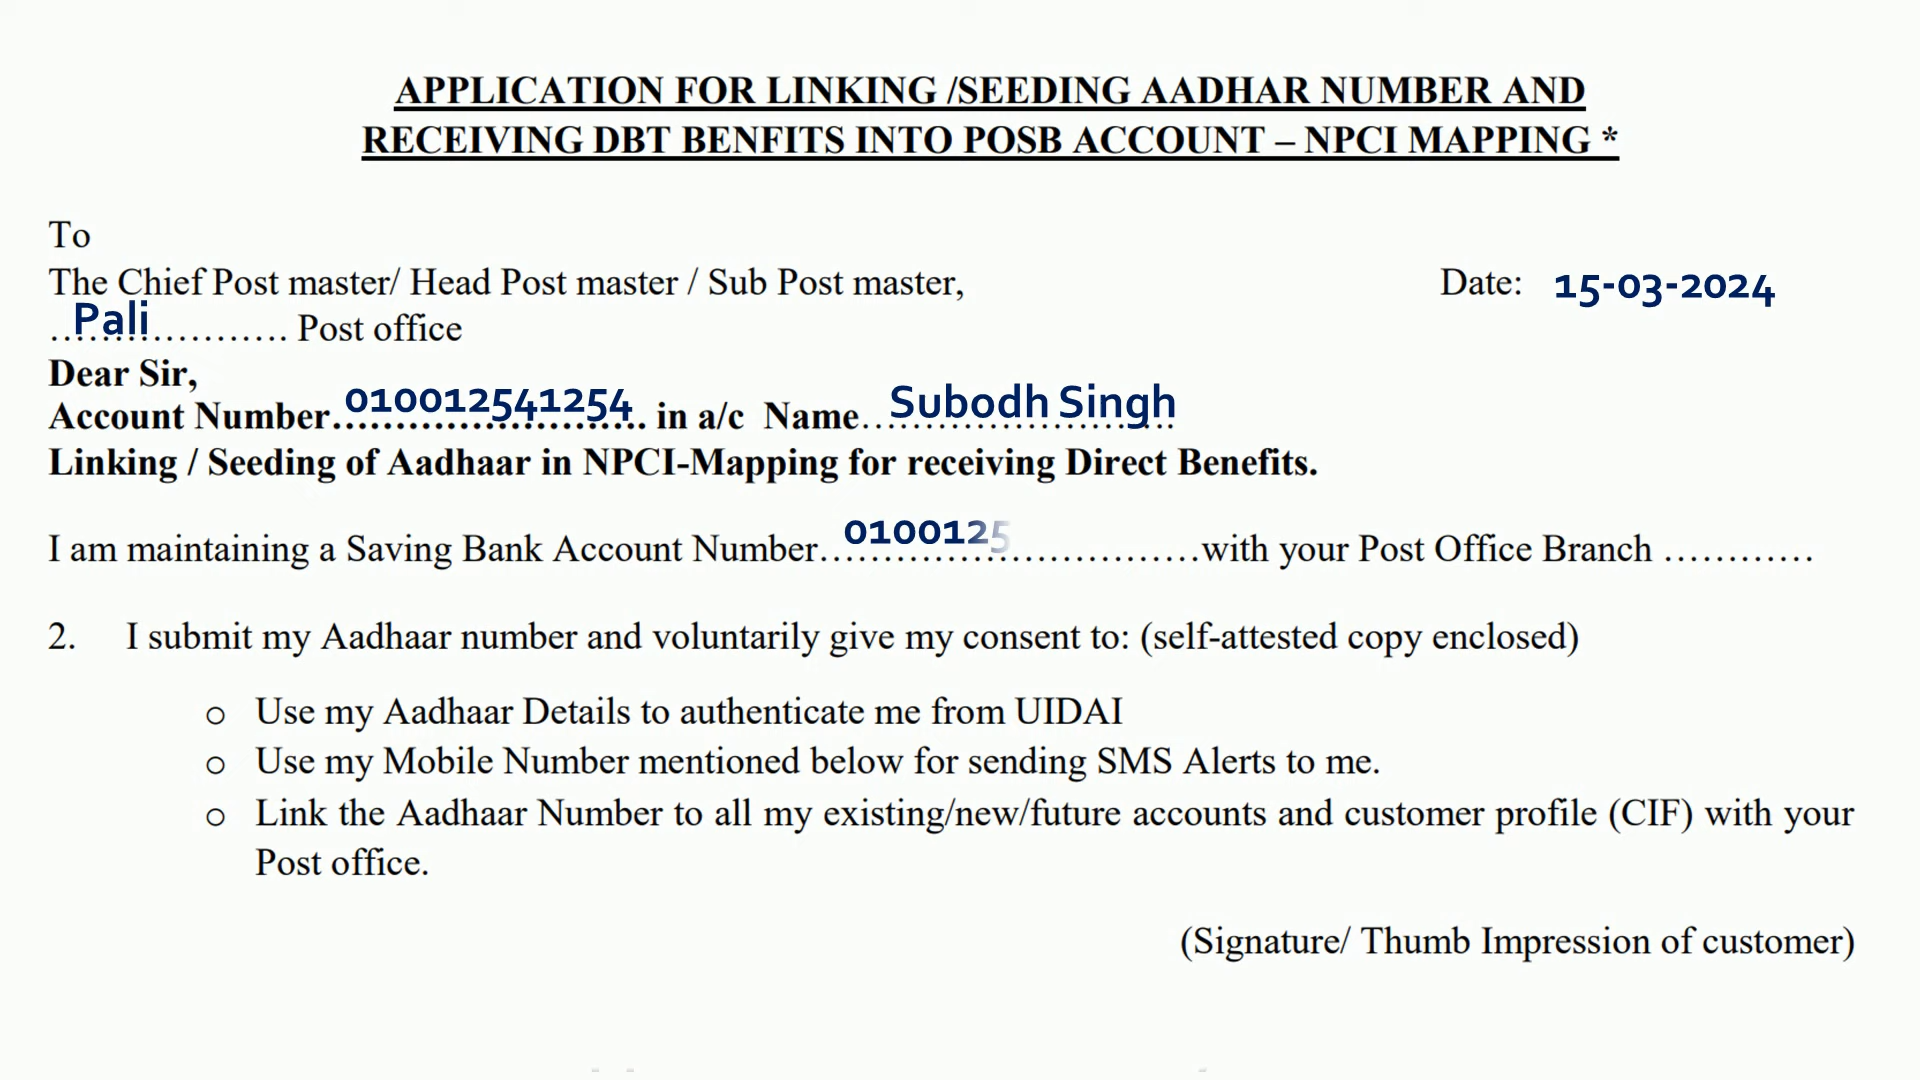 APPLICATION FOR LINKING /SEEDING AADHAR NUMBER AND
RECEIVING DBT BENFITS INTO POSB ACCOUNT – NPCI MAPPING *
To
The Chief Post master/ Head Post master / Sub Post master, Date: 15-03-2024
Pali................... Post office
Dear Sir,
Account Number 010012541254 in a/c Name Subodh Singh
Linking / Seeding of Aadhaar in NPCI-Mapping for receiving Direct Benefits.
I am maintaining a Saving Bank Account Number 0100125..............................with your Post Office Branch ............
2. I submit my Aadhaar number and voluntarily give my consent to: (self-attested copy enclosed)
o Use my Aadhaar Details to authenticate me from UIDAI
o Use my Mobile Number mentioned below for sending SMS Alerts to me.
o Link the Aadhaar Number to all my existing/new/future accounts and customer profile (CIF) with your
Post office.
(Signature/ Thumb Impression of customer)